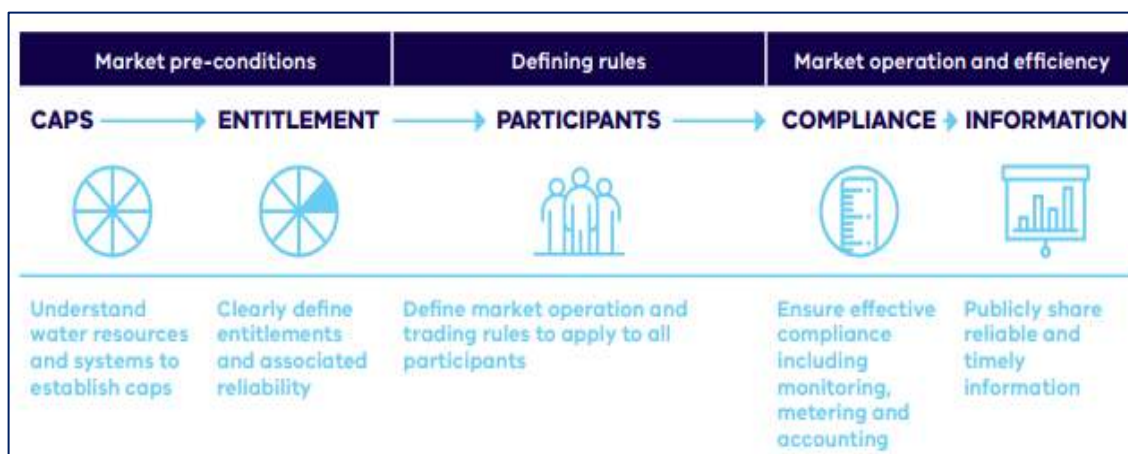 Market pre-conditions
Defining rules
Market operation and efficiency
CAPS
ENTITLEMENT
PARTICIPANTS
COMPLIANCE
INFORMATION
Understand
water resources
and systems to
establish caps
Clearly define
entitlements
and associated
reliability
Define market operation and
trading rules to apply to all
participants
Ensure effective
compliance
including
monitoring,
metering and
accounting
Publicly share
reliable and
timely
information